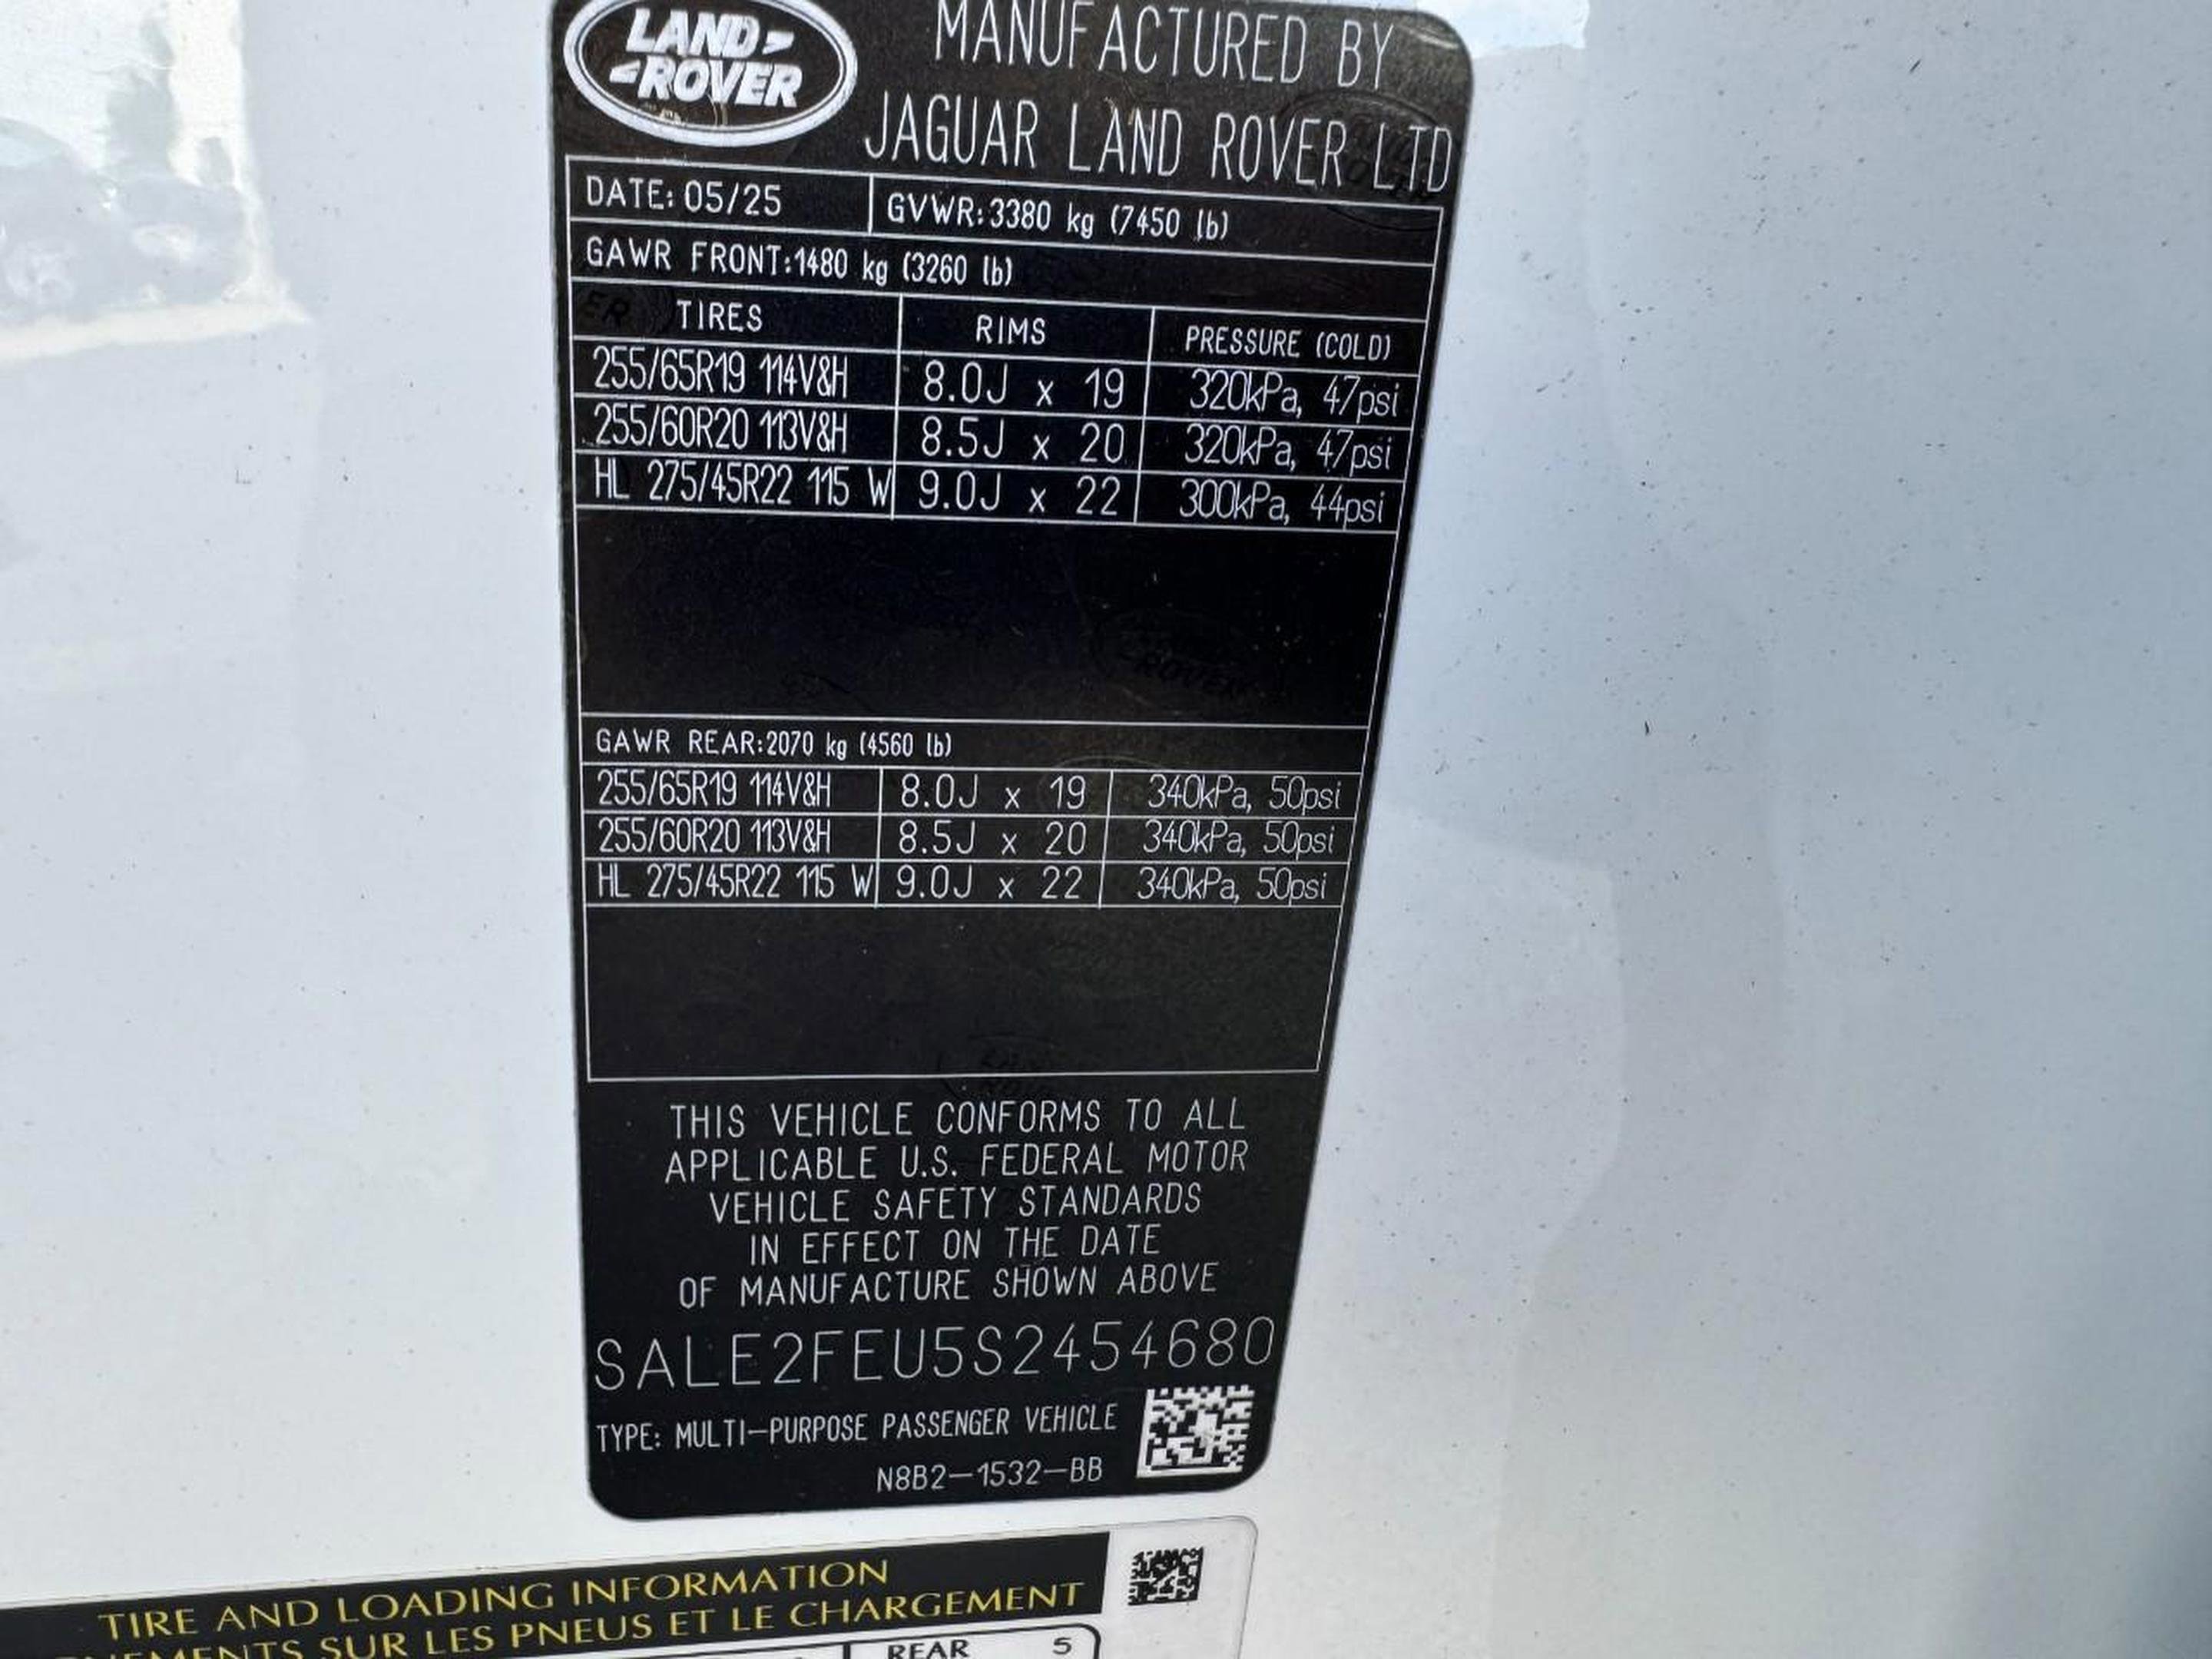 LAND
ROVER
MANUFACTURED BY
JAGUAR LAND ROVER LTD
DATE: 05/25 GVWR: 3380 kg (7450 lb)
GAWR FRONT: 1480 kg (3260 lb)
TIRES RIMS PRESSURE (COLD)
255/65R19 114V&H 8.0J x 19 320kPa, 47psi
255/60R20 113V&H 8.5J x 20 320kPa, 47psi
HL 275/45R22 115 W 9.0J x 22 300kPa, 44psi
GAWR REAR: 2070 kg (4560 lb)
255/65R19 114V&H 8.0J x 19 340kPa, 50psi
255/60R20 113V&H 8.5J x 20 340kPa, 50psi
HL 275/45R22 115 W 9.0J x 22 340kPa, 50psi
THIS VEHICLE CONFORMS TO ALL
APPLICABLE U.S. FEDERAL MOTOR
VEHICLE SAFETY STANDARDS
IN EFFECT ON THE DATE
OF MANUFACTURE SHOWN ABOVE
SALE2FEU5S2454680
TYPE: MULTI-PURPOSE PASSENGER VEHICLE
N8B2-1532-BB
TIRE AND LOADING INFORMATION
SUR LES PNEUS ET LE CHARGEMENT
REAR 5